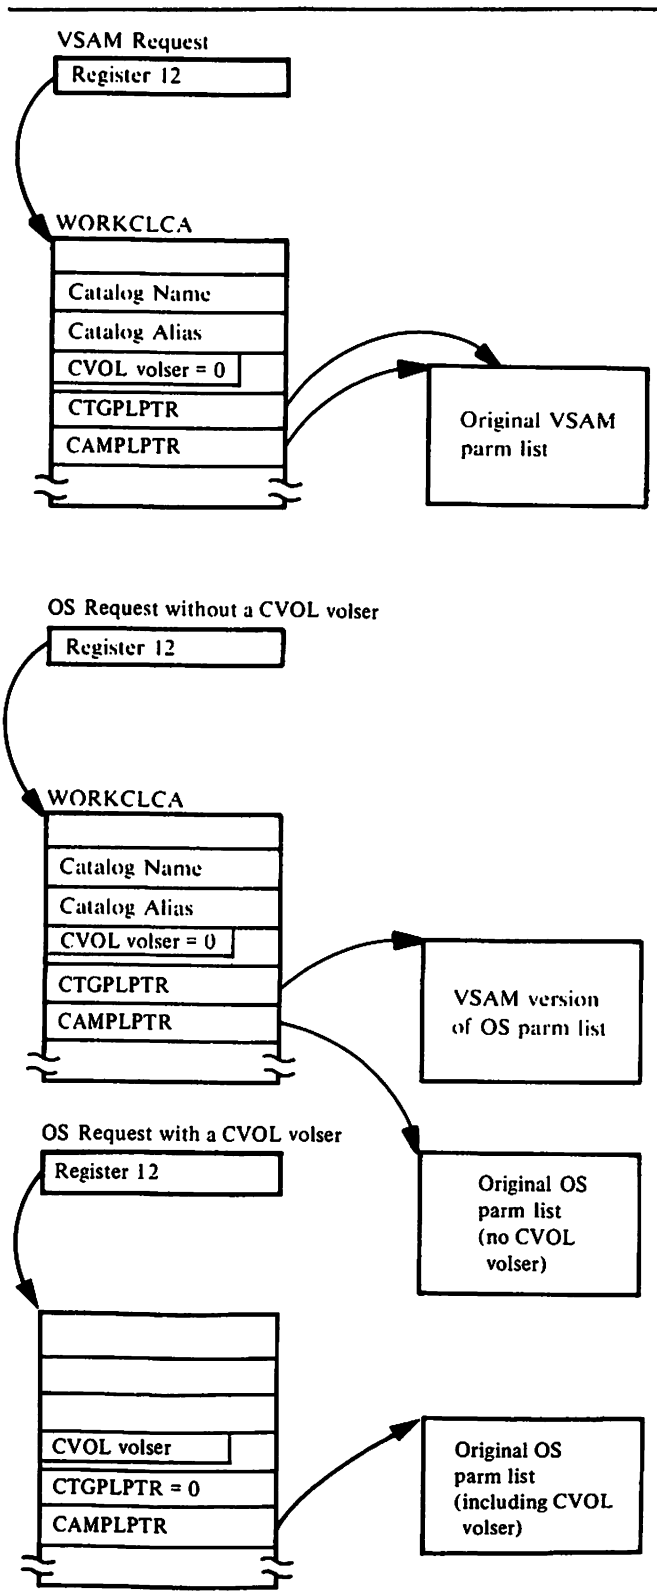 VSAM Request
Register 12
WORKCLCA
Catalog Name
Catalog Alias
CVOL volser = 0
CTGPLPTR
CAMPLPTR
Original VSAM
parm list
OS Request without a CVOL volser
Register 12
WORKCLCA
Catalog Name
Catalog Alias
CVOL volser = 0
CTGPLPTR
CAMPLPTR
VSAM version
of OS parm list
Original OS
parm list
(no CVOL
volser)
OS Request with a CVOL volser
Register 12
CVOL volser
CTGPLPTR = 0
CAMPLPTR
Original OS
parm list
(including CVOL
volser)